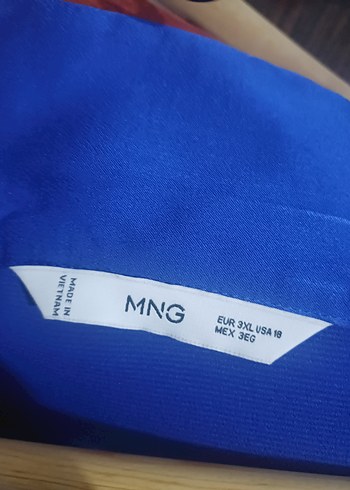 MADE IN
VIETNAM
MNG
EUR 3XL USA 18
MEX 3EG